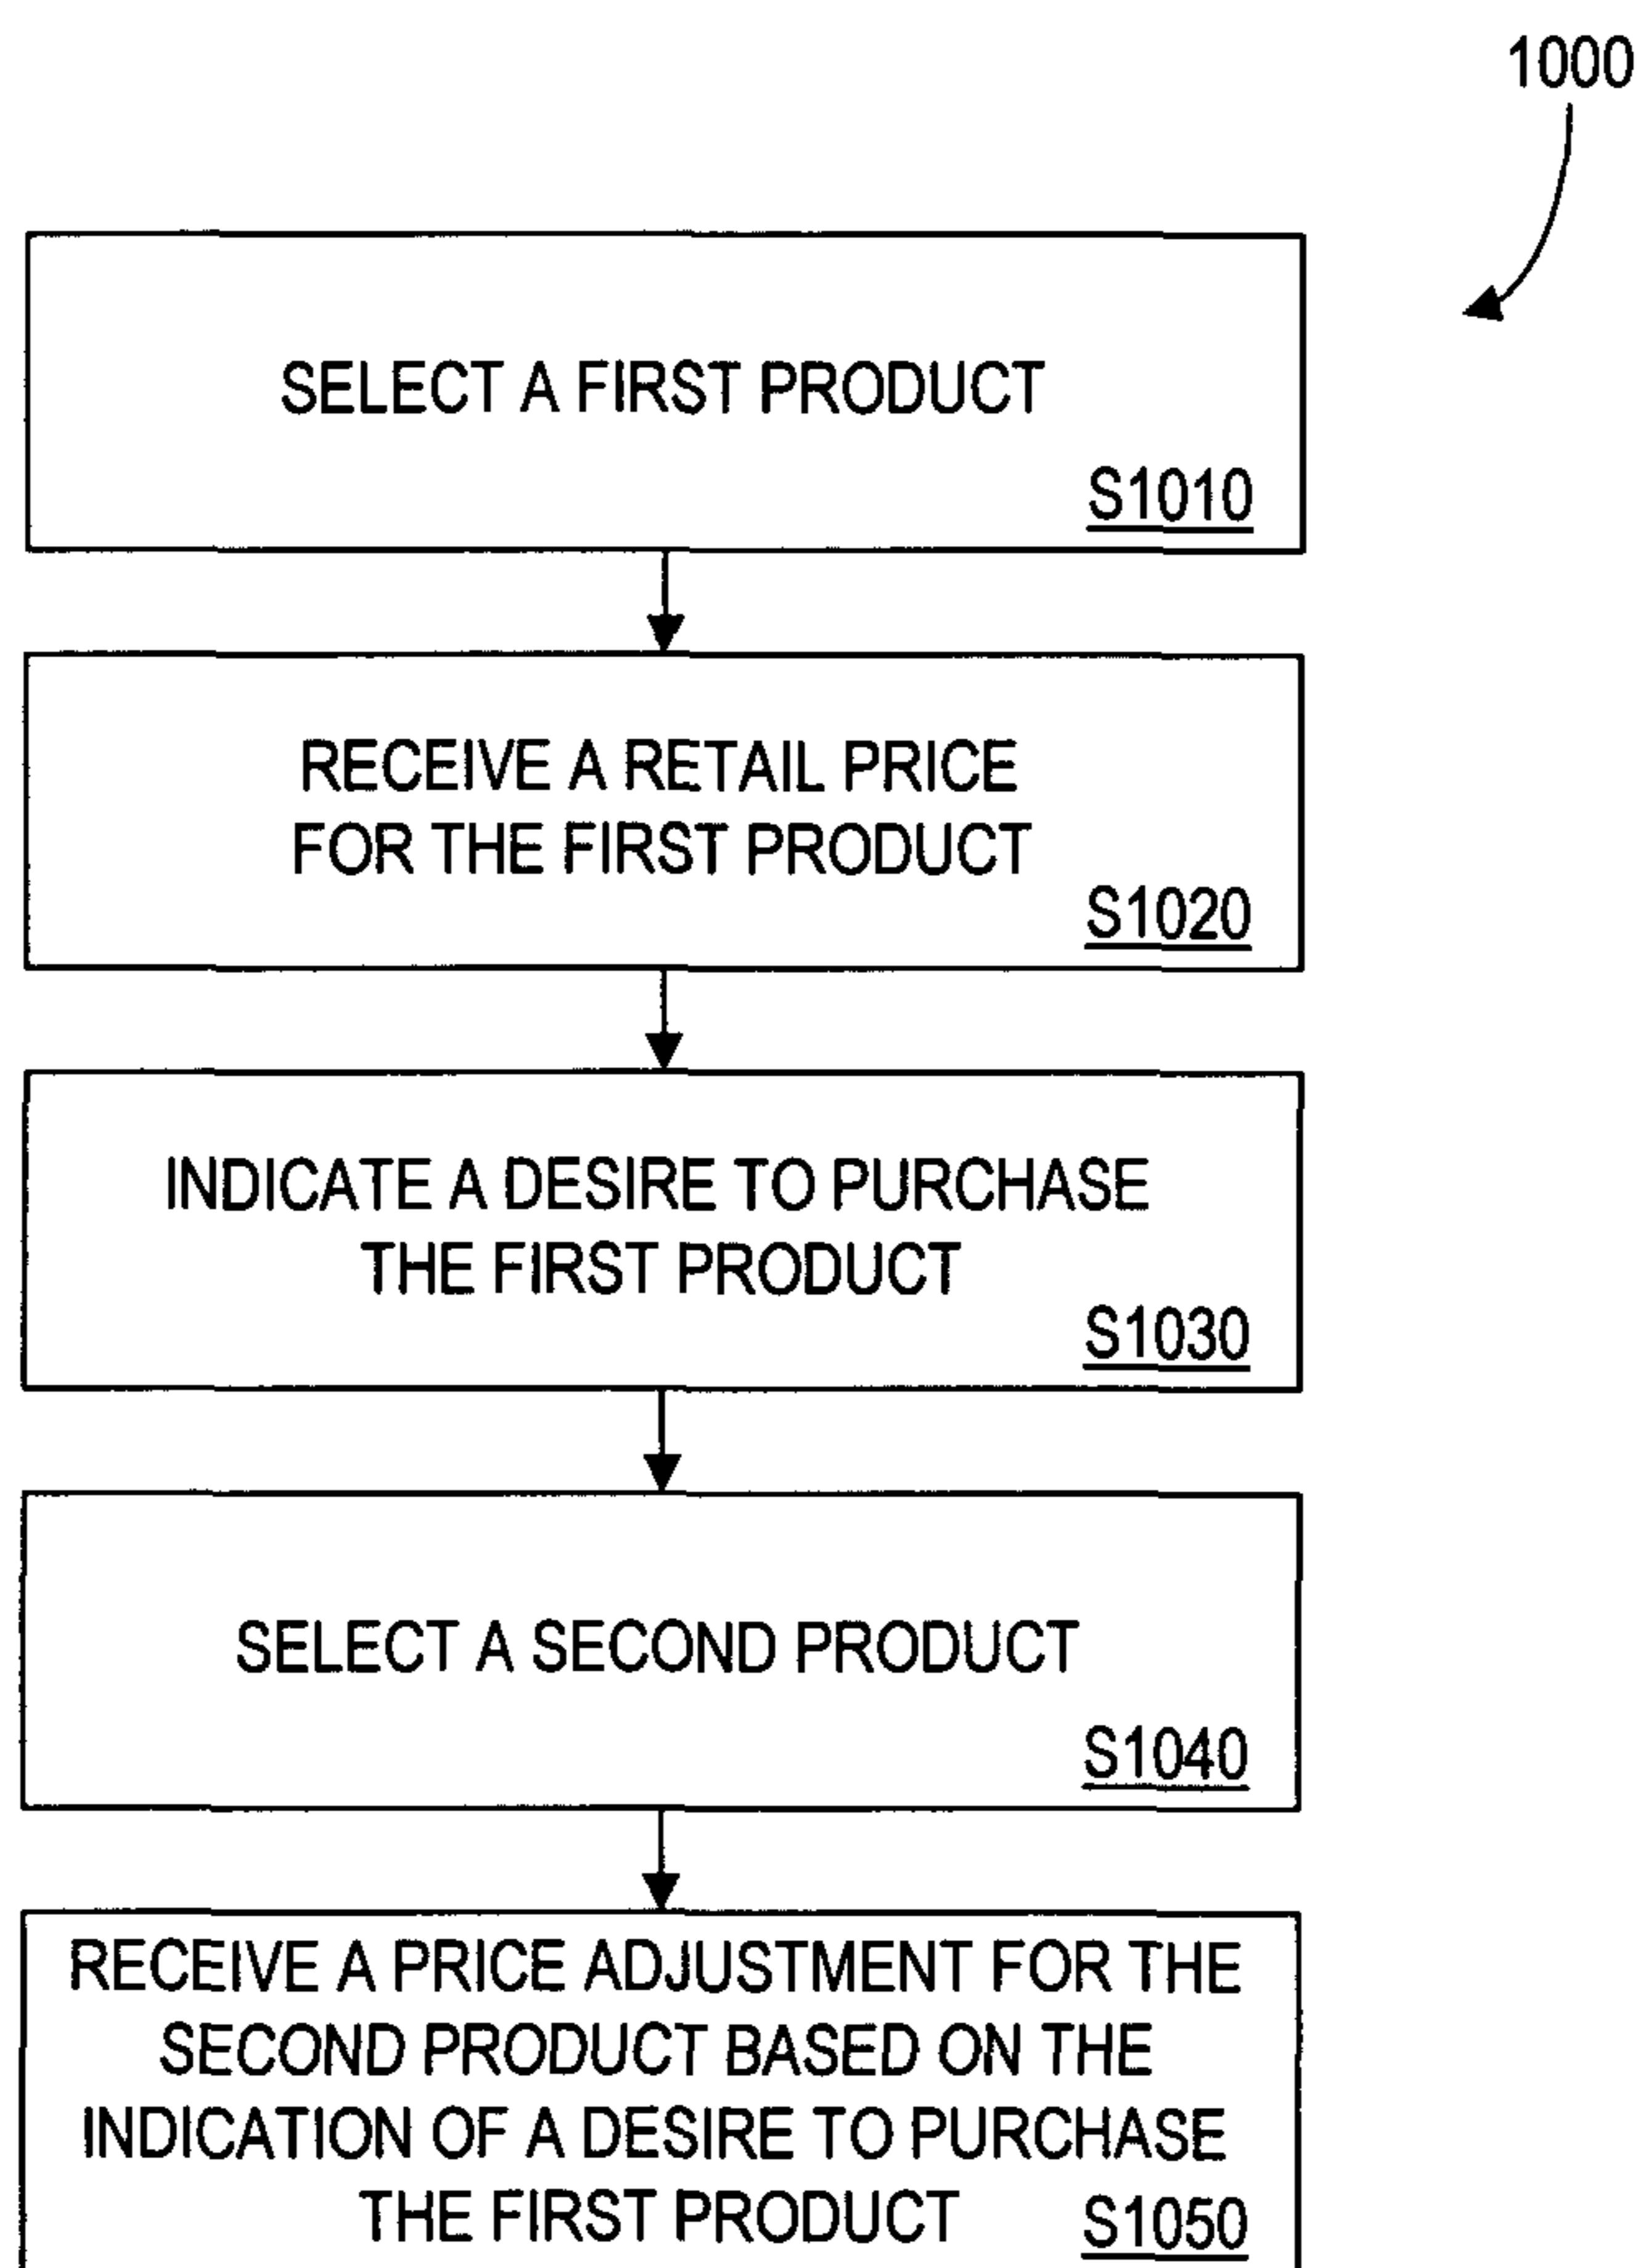 1000
SELECT A FIRST PRODUCT
S1010
RECEIVE A RETAIL PRICE
FOR THE FIRST PRODUCT
S1020
INDICATE A DESIRE TO PURCHASE
THE FIRST PRODUCT
S1030
SELECT A SECOND PRODUCT
S1040
RECEIVE A PRICE ADJUSTMENT FOR THE
SECOND PRODUCT BASED ON THE
INDICATION OF A DESIRE TO PURCHASE
THE FIRST PRODUCT S1050